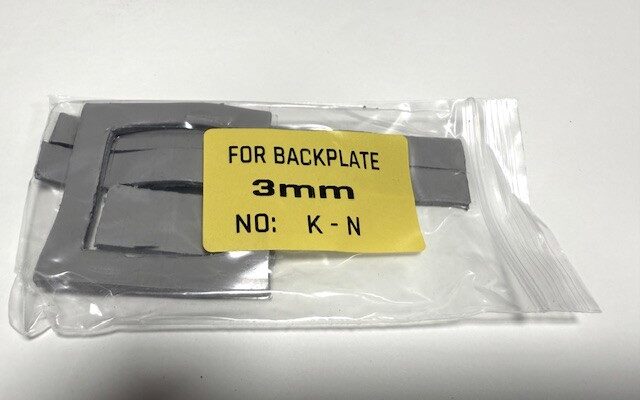 FOR BACKPLATE
3mm
NO: K - N